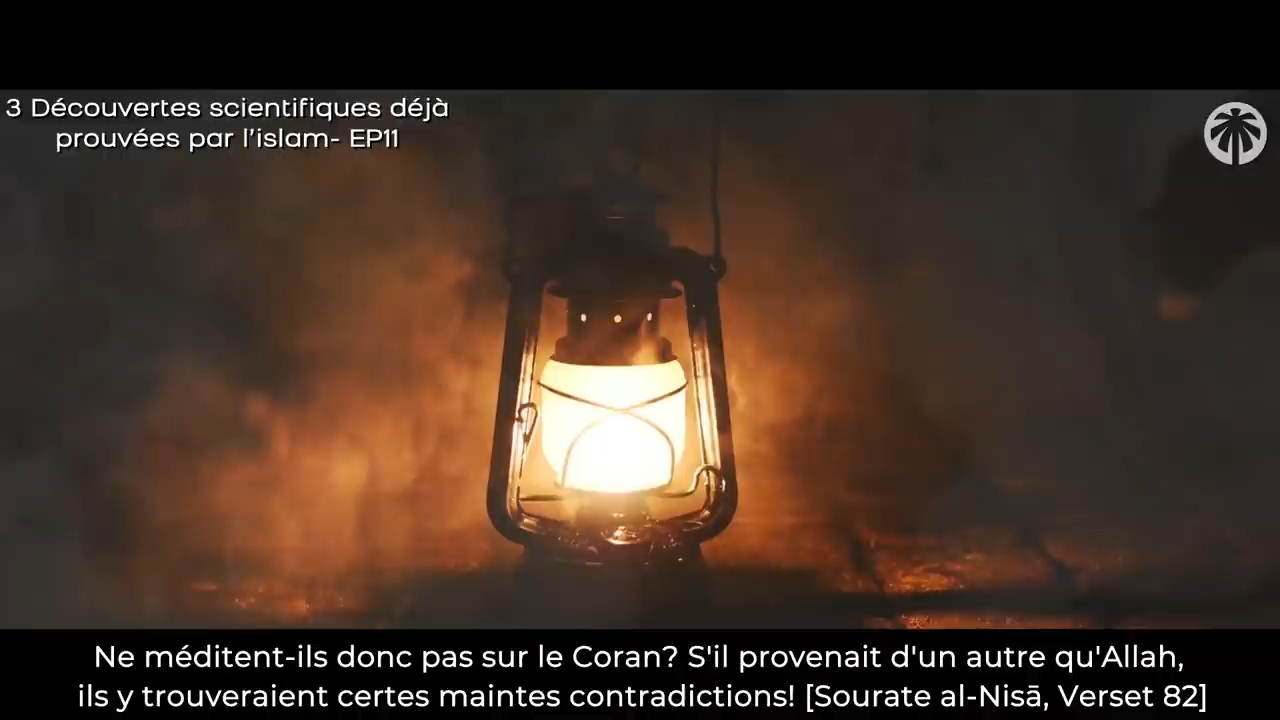 3 Découvertes scientifiques déjà
prouvées par l'islam- EP11
Ne méditent-ils donc pas sur le Coran? S'il provenait d'un autre qu'Allah,
ils y trouveraient certes maintes contradictions! [Sourate al-Nisā, Verset 82]